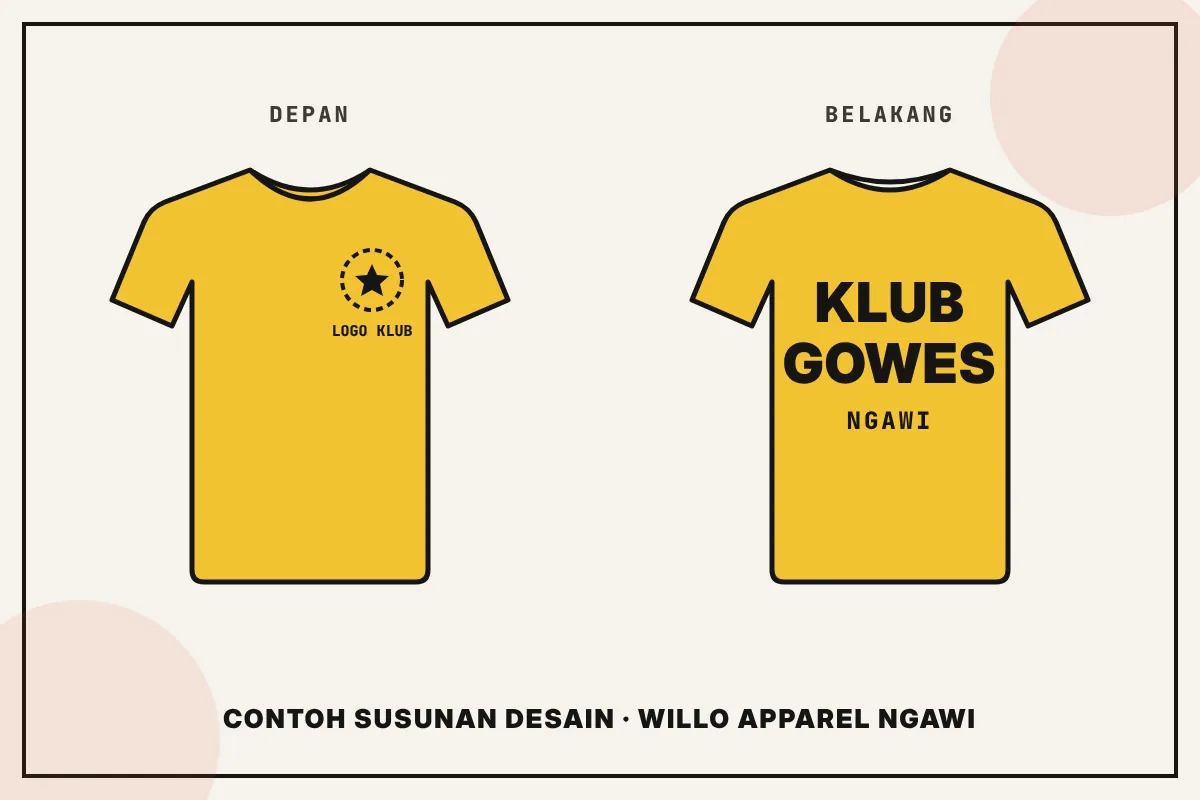 DEPAN
BELAKANG
LOGO KLUB
KLUB
GOWES
NGAWI
CONTOH SUSUNAN DESAIN · WILLO APPAREL NGAWI